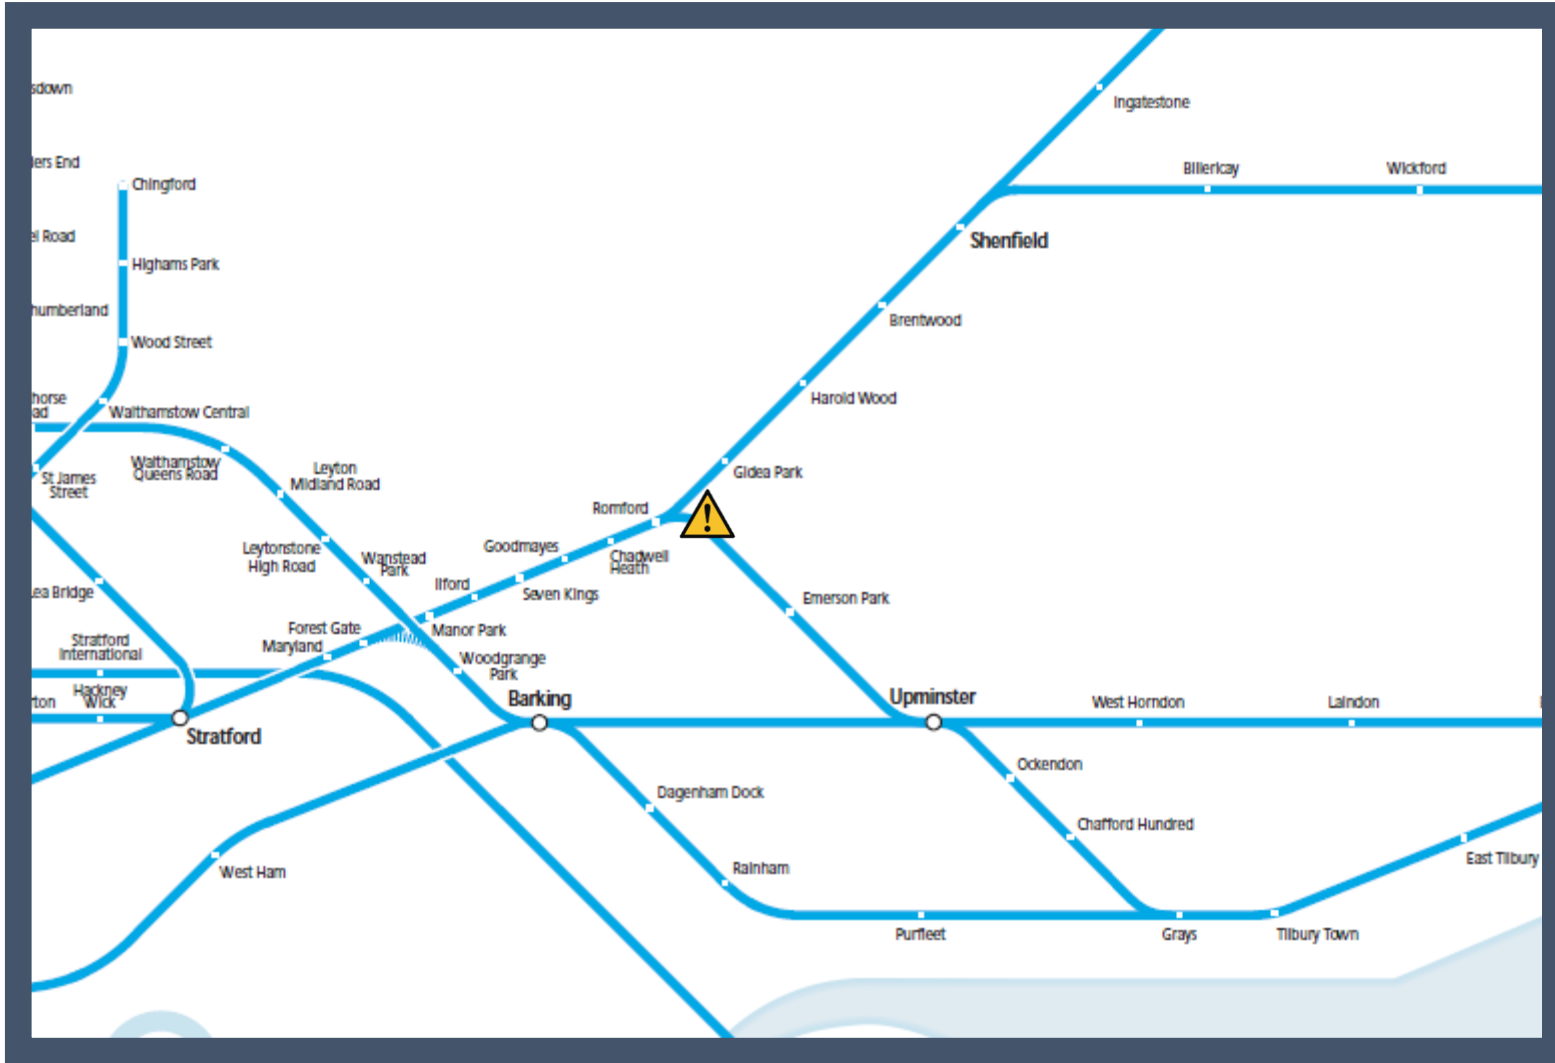 sdown
Ingatestone
lers End
Billericay
Wickford
Chingford
el Road
Shenfield
Highams Park
humberland
Brentwood
Wood Street
horse
ad
Harold Wood
Walthamstow Central
Walthamstow
Queens Road
Leyton
Midland Road
Gidea Park
St James
Street
Romford
Goodmayes
Chadwell
Heath
Leytonstone
High Road
Wanstead
Park
Ilford
Seven Kings
ea Bridge
Emerson Park
Forest Gate
Manor Park
Maryland
Stratford
International
Woodgrange
Park
Hackney
Wick
rton
Barking
Upminster
West Horndon
Laindon
Stratford
Ockendon
Dagenham Dock
Chafford Hundred
East Tilbury
Rainham
West Ham
Purfleet
Grays
Tilbury Town